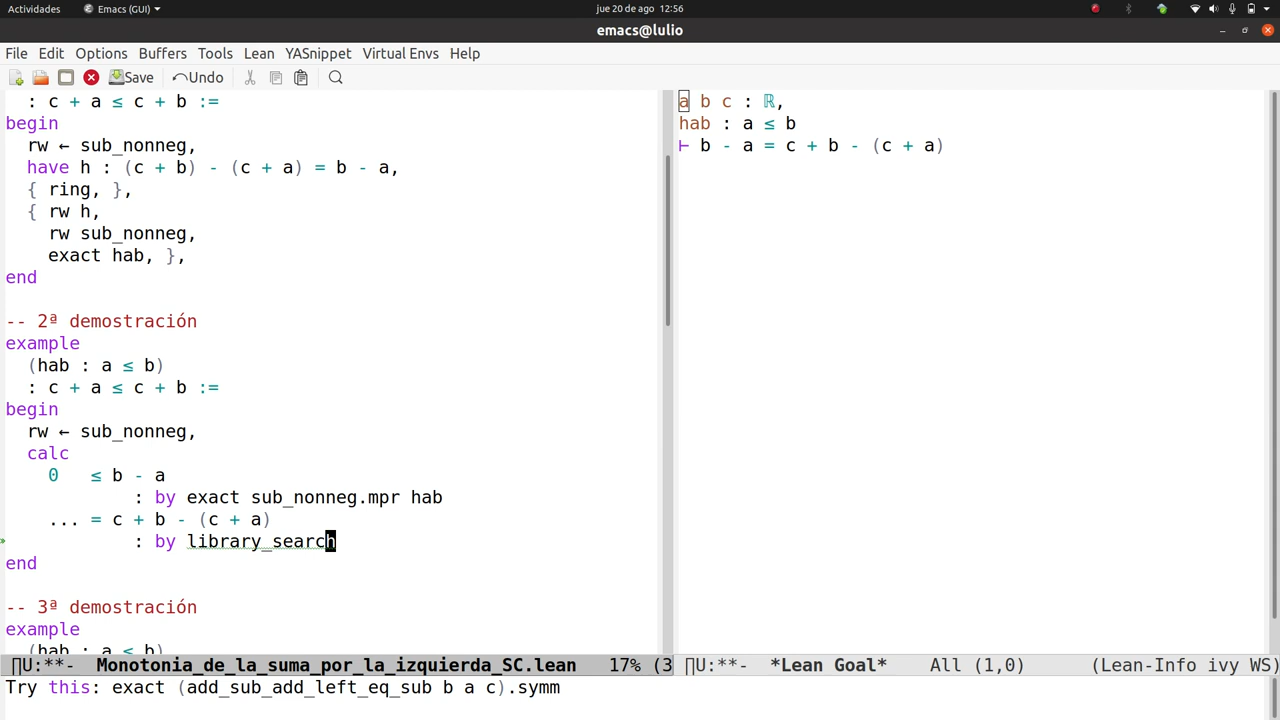 Actividades Emacs (GUI) jue 20 de ago 12:56
emacs@lulio
File Edit Options Buffers Tools Lean YASnippet Virtual Envs Help
Save Undo
: c + a ≤ c + b :=
begin
rw ← sub_nonneg,
have h : (c + b) - (c + a) = b - a,
{ ring, },
{ rw h,
rw sub_nonneg,
exact hab, },
end
-- 2ª demostración
example
(hab : a ≤ b)
: c + a ≤ c + b :=
begin
rw ← sub_nonneg,
calc
0 ≤ b - a
: by exact sub_nonneg.mpr hab
... = c + b - (c + a)
: by library_search
end
-- 3ª demostración
example
(hab : a ≤ b)
∏U:**- Monotonia_de_la_suma_por_la_izquierda_SC.lean 17% (3
a b c : ℝ,
hab : a ≤ b
⊢ b - a = c + b - (c + a)
∏U:**- *Lean Goal* All (1,0) (Lean-Info ivy WS)
Try this: exact (add_sub_add_left_eq_sub b a c).symm